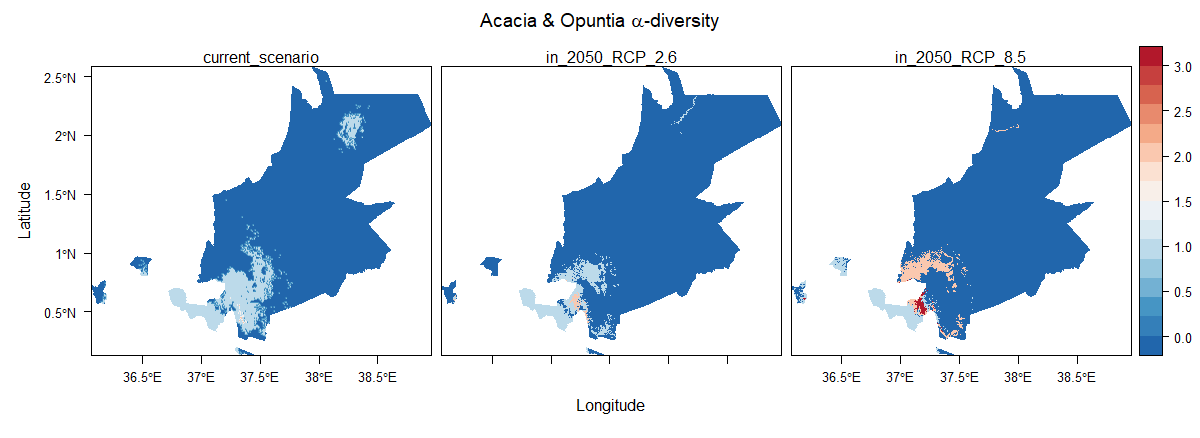 Acacia & Opuntia α-diversity
current_scenario
in_2050_RCP_2.6
in_2050_RCP_8.5
2.5°N
2°N
1.5°N
1°N
0.5°N
Latitude
3.0
2.5
2.0
1.5
1.0
0.5
0.0
36.5°E 37°E 37.5°E 38°E 38.5°E
36.5°E 37°E 37.5°E 38°E 38.5°E
Longitude